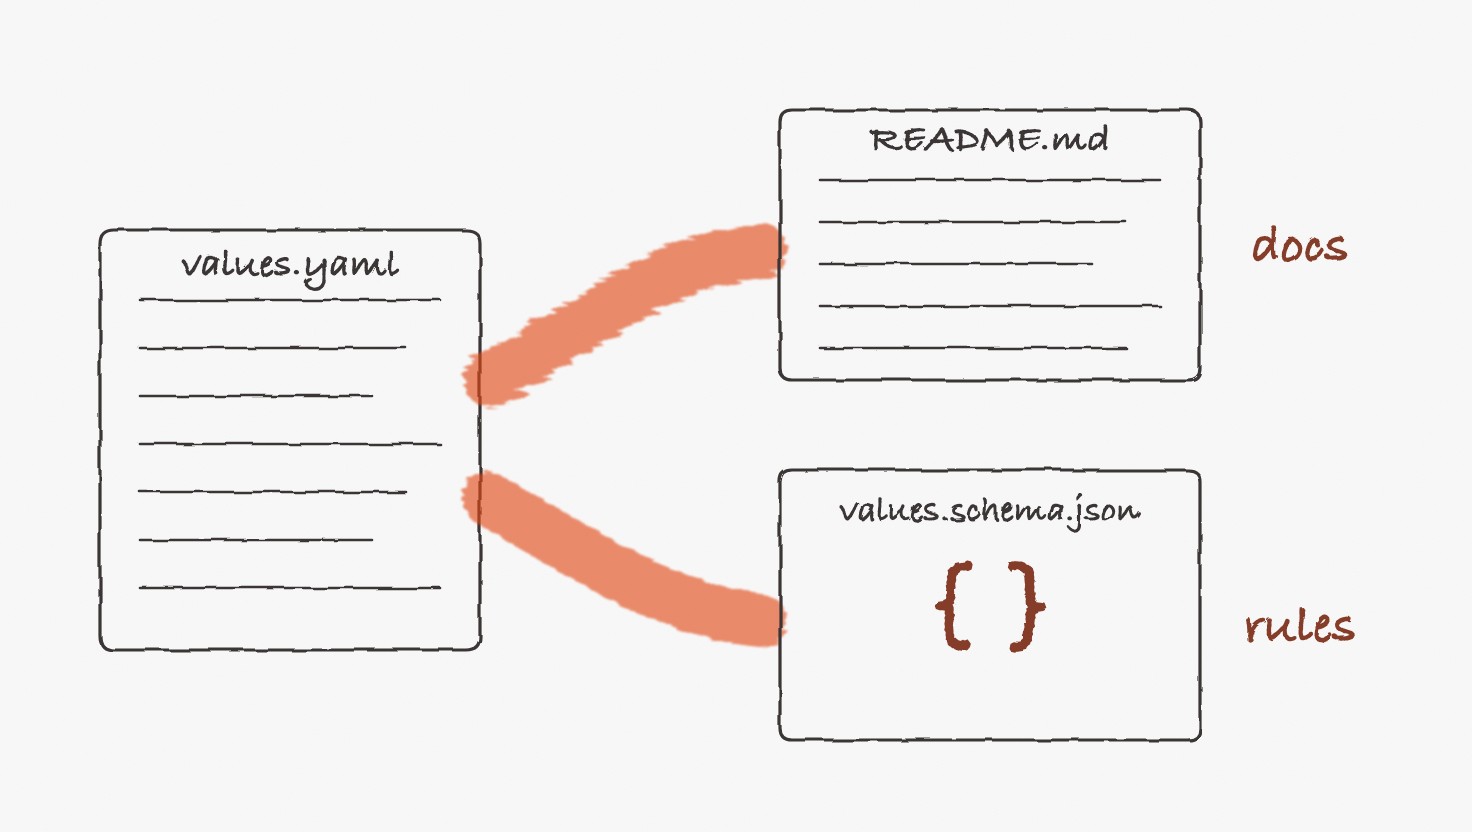 values.yaml
README.md
docs
values.schema.json
{ }
rules